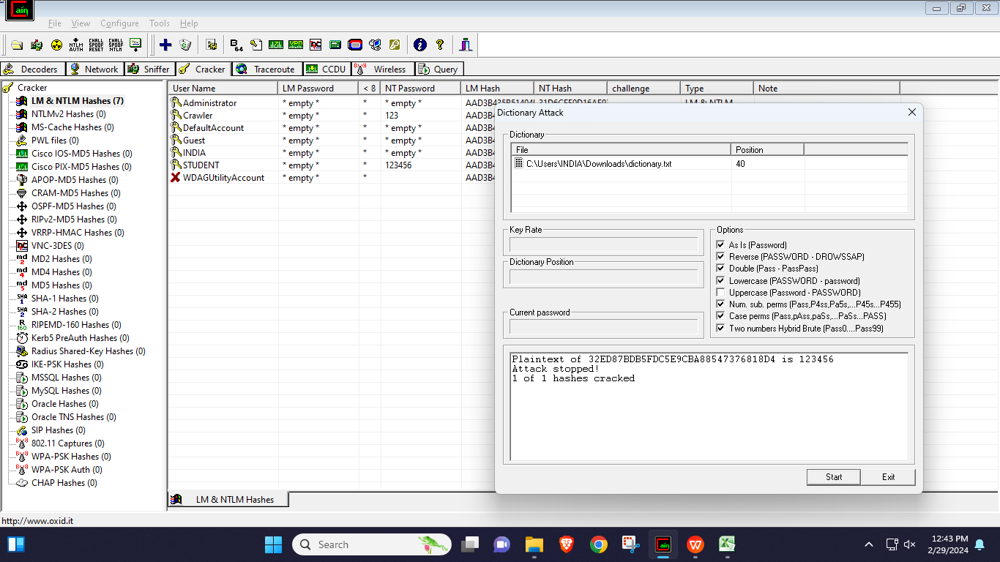 Cain
File View Configure Tools Help
NTLM AUTH CHALL SPOOF RESET CHALL SPOOF NTLM B 64 VPN
Decoders Network Sniffer Cracker Traceroute CCDU Wireless Query
Cracker
LM & NTLM Hashes (7)
NTLMv2 Hashes (0)
MS-Cache Hashes (0)
PWL files (0)
Cisco IOS-MD5 Hashes (0)
Cisco PIX-MD5 Hashes (0)
APOP-MD5 Hashes (0)
CRAM-MD5 Hashes (0)
OSPF-MD5 Hashes (0)
RIPv2-MD5 Hashes (0)
VRRP-HMAC Hashes (0)
VNC-3DES (0)
md2 MD2 Hashes (0)
md4 MD4 Hashes (0)
md5 MD5 Hashes (0)
SHA 1 SHA-1 Hashes (0)
SHA 2 SHA-2 Hashes (0)
R 160 RIPEMD-160 Hashes (0)
Kerb5 PreAuth Hashes (0)
Radius Shared-Key Hashes (0)
IKE-PSK Hashes (0)
MSSQL Hashes (0)
MySQL Hashes (0)
Oracle Hashes (0)
Oracle TNS Hashes (0)
SIP Hashes (0)
802.11 Captures (0)
WPA-PSK Hashes (0)
WPA-PSK Auth (0)
CHAP Hashes (0)
User Name LM Password < 8 NT Password LM Hash NT Hash challenge Type Note
Administrator * empty * * * empty * LM & NTLM
Crawler * empty * * 123 AAD3B4
DefaultAccount * empty * * * empty * AAD3B4
Guest * empty * * * empty * AAD3B4
INDIA * empty * * * empty * AAD3B4
STUDENT * empty * * 123456 AAD3B4
WDAGUtilityAccount * empty * * AAD3B4
LM & NTLM Hashes
Dictionary Attack
Dictionary
File Position
C:\Users\INDIA\Downloads\dictionary.txt 40
Key Rate
Dictionary Position
Current password
Options
As Is (Password)
Reverse (PASSWORD - DROWSSAP)
Double (Pass - PassPass)
Lowercase (PASSWORD - password)
Uppercase (Password - PASSWORD)
Num. sub. perms (Pass,P4ss,Pa5s,...P45s...P455)
Case perms (Pass,pAss,paSs,...PaSs...PASS)
Two numbers Hybrid Brute (Pass0....Pass99)
Plaintext of 32ED87BDB5FDC5E9CBA88547376818D4 is 123456
Attack stopped!
1 of 1 hashes cracked
Start Exit
http://www.oxid.it
Search
12:43 PM
2/29/2024